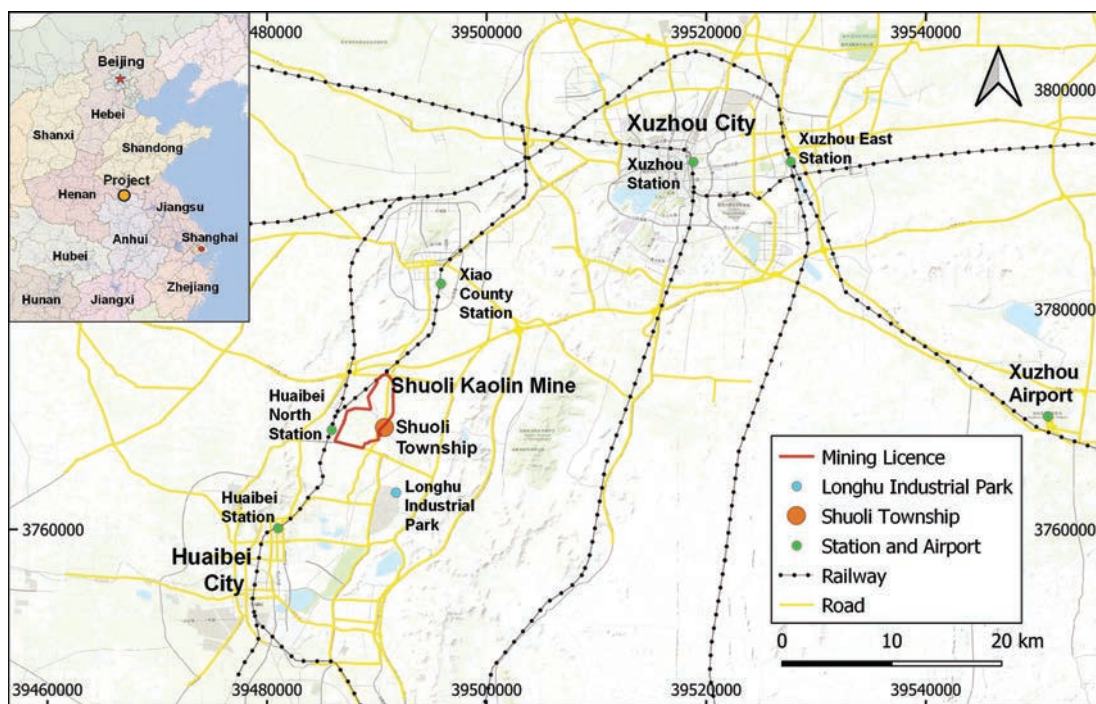 480000
39500000
39520000
39540000
Beijing
Hebei
Shanxi
Shandong
Project
Henan
Jiangsu
Anhui
Shanghai
Hubei
Zhejiang
Hunan
Jiangxi
3800000
Xuzhou City
Xuzhou
Station
Xuzhou East
Station
Xiao
County
Station
3780000
Shuoli Kaolin Mine
Huaibei
North
Station
Shuoli
Township
Xuzhou
Airport
Huaibei
Station
Longhu
Industrial
Park
3760000
3760000
Huaibei
City
Mining Licence
Longhu Industrial Park
Shuoli Township
Station and Airport
Railway
Road
0
10
20 km
39460000
39480000
39500000
39520000
39540000